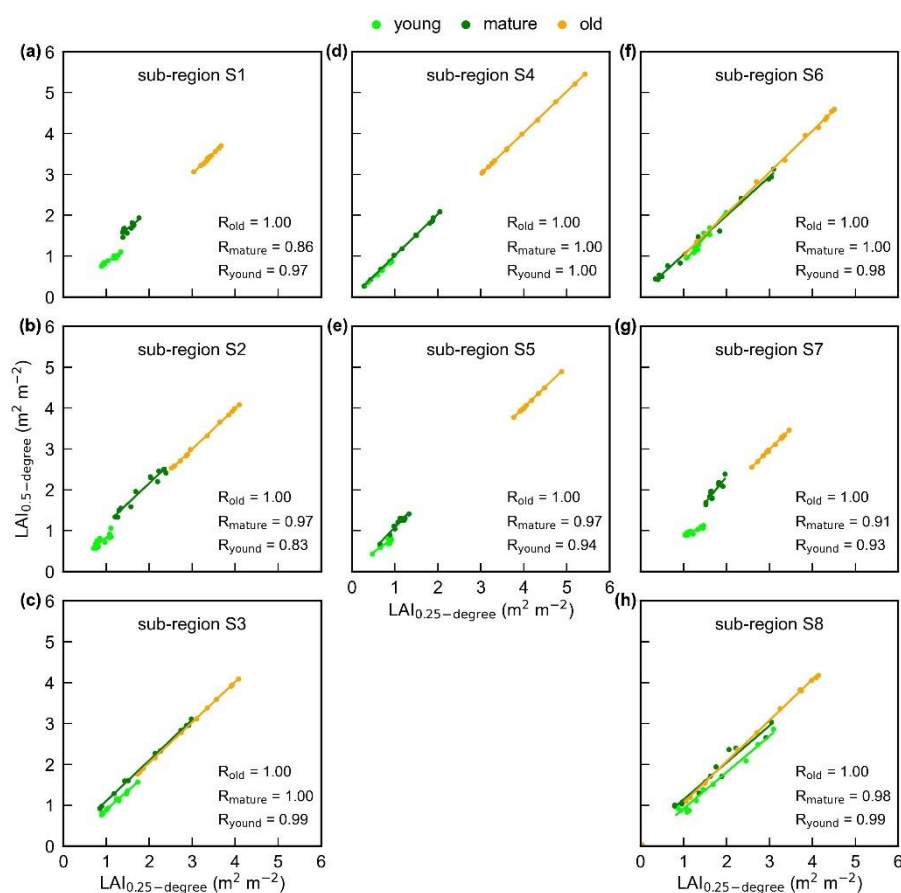 young mature old
(a) sub-region S1
6
5
4
3
2
1
0
R_old = 1.00
R_mature = 0.86
R_yound = 0.97
(d) sub-region S4
R_old = 1.00
R_mature = 1.00
R_yound = 1.00
(f) sub-region S6
R_old = 1.00
R_mature = 1.00
R_yound = 0.98
(b) sub-region S2
6
5
4
3
2
1
0
LAI_0.5−degree (m² m⁻²)
R_old = 1.00
R_mature = 0.97
R_yound = 0.83
(e) sub-region S5
R_old = 1.00
R_mature = 0.97
R_yound = 0.94
0 1 2 3 4 5 6
LAI_0.25−degree (m² m⁻²)
(g) sub-region S7
R_old = 1.00
R_mature = 0.91
R_yound = 0.93
(c) sub-region S3
6
5
4
3
2
1
0
R_old = 1.00
R_mature = 1.00
R_yound = 0.99
0 1 2 3 4 5 6
LAI_0.25−degree (m² m⁻²)
(h) sub-region S8
R_old = 1.00
R_mature = 0.98
R_yound = 0.99
0 1 2 3 4 5 6
LAI_0.25−degree (m² m⁻²)